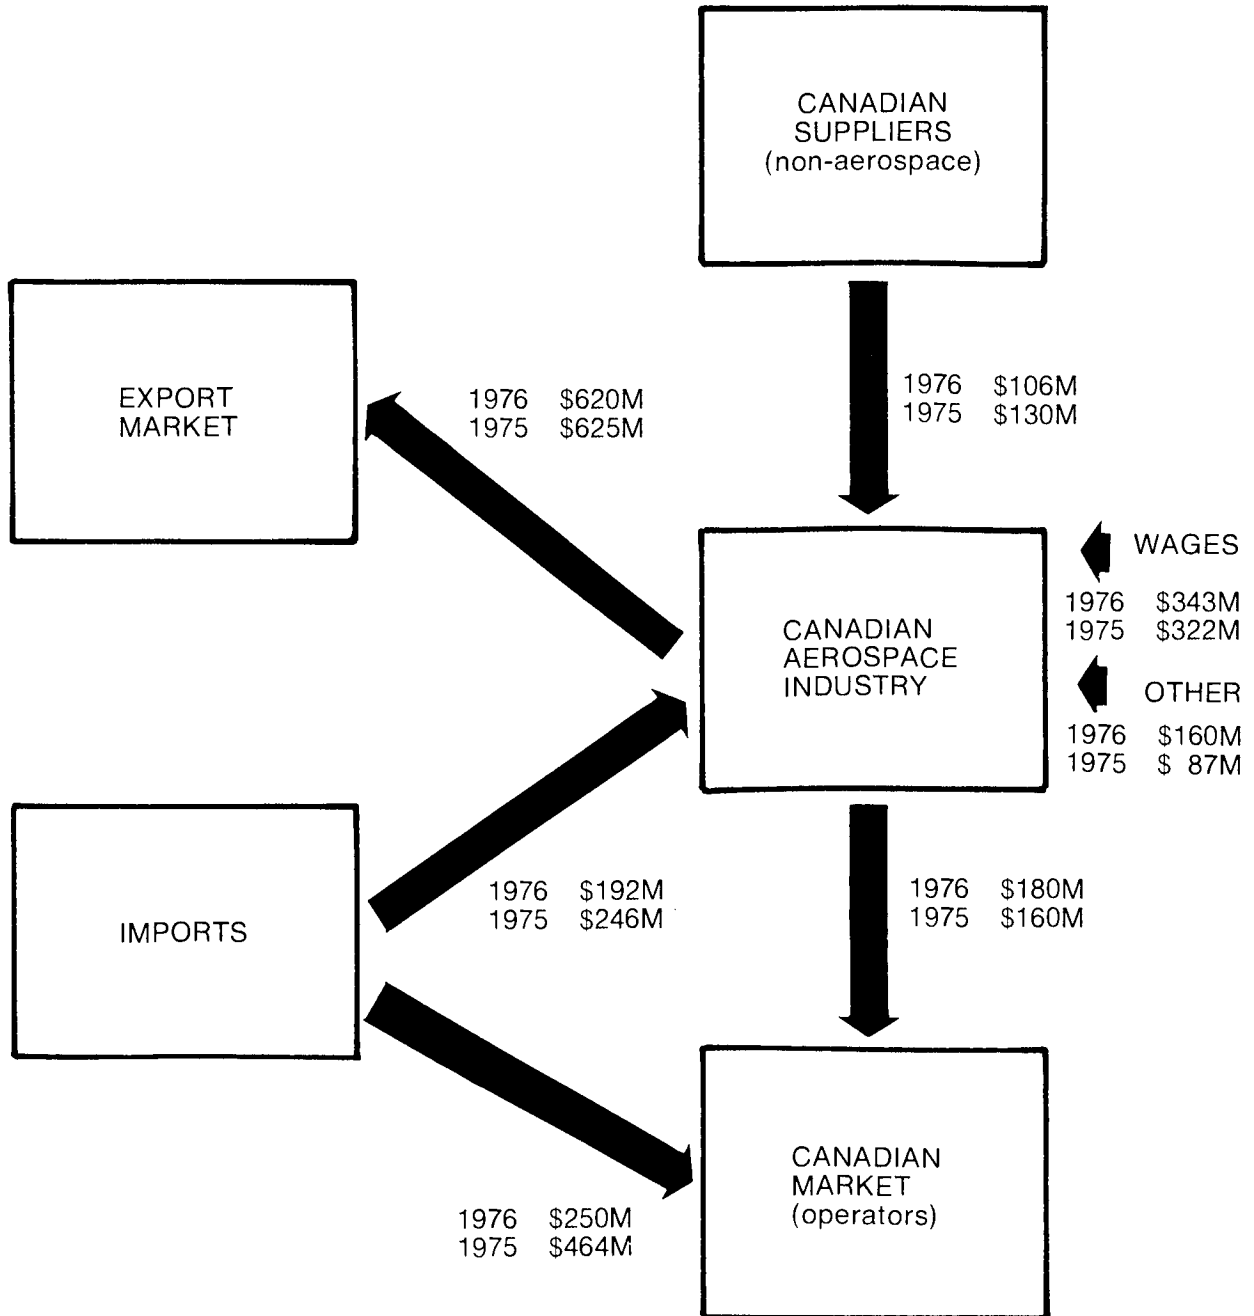 CANADIAN
SUPPLIERS
(non-aerospace)
EXPORT
MARKET
1976 $620M
1975 $625M
1976 $106M
1975 $130M
CANADIAN
AEROSPACE
INDUSTRY
WAGES
1976 $343M
1975 $322M
OTHER
1976 $160M
1975 $ 87M
IMPORTS
1976 $192M
1975 $246M
1976 $180M
1975 $160M
1976 $250M
1975 $464M
CANADIAN
MARKET
(operators)